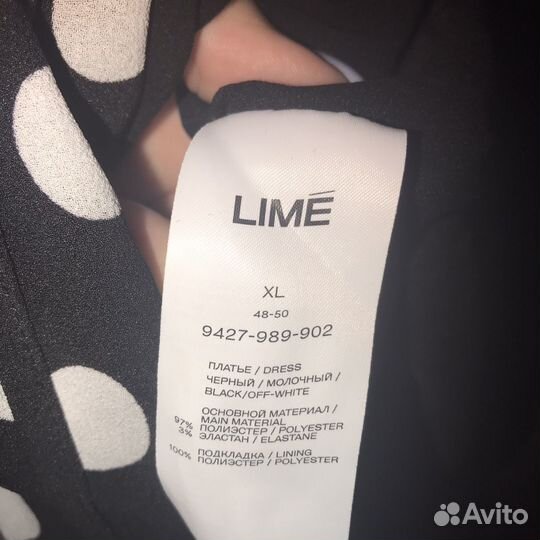 LIMÉ
XL
48-50
9427-989-902
ПЛАТЬЕ / DRESS
ЧЕРНЫЙ / МОЛОЧНЫЙ /
BLACK/OFF-WHITE
ОСНОВНОЙ МАТЕРИАЛ /
MAIN MATERIAL
97% ПОЛИЭСТЕР / POLYESTER
3% ЭЛАСТАН / ELASTANE
100% ПОДКЛАДКА / LINING
ПОЛИЭСТЕР / POLYESTER
Avito